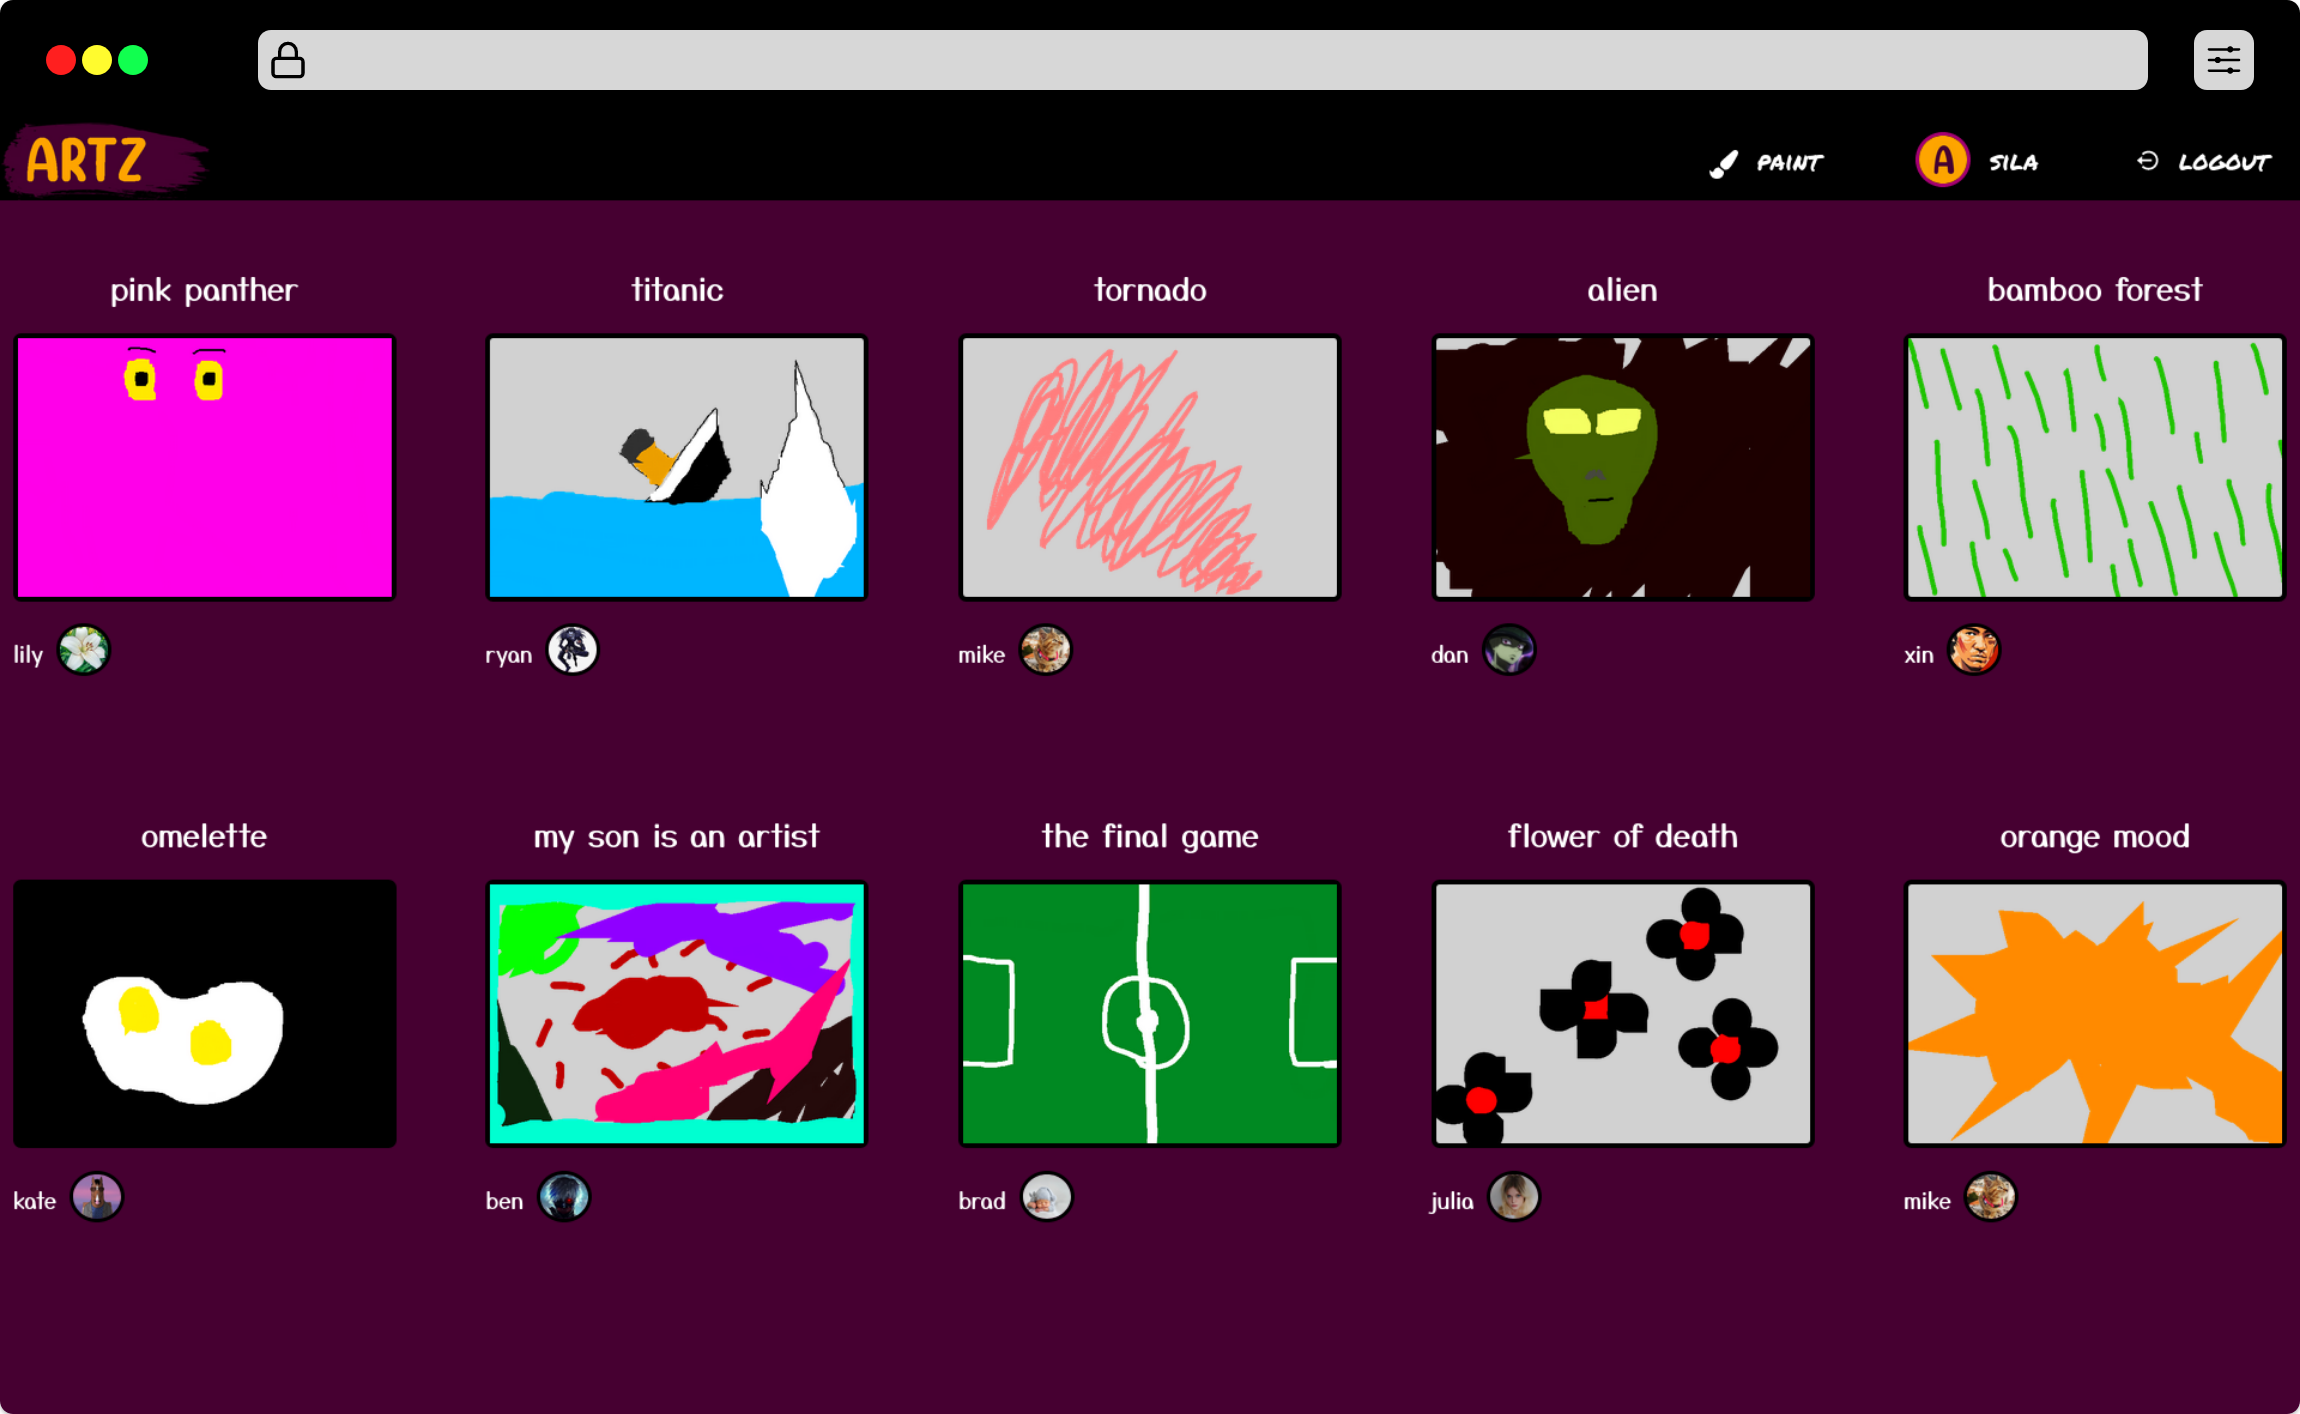 ARTZ
PAINT
A
SILA
LOGOUT
pink panther
titanic
tornado
alien
bamboo forest
lily
ryan
mike
dan
xin
omelette
my son is an artist
the final game
flower of death
orange mood
kate
ben
brad
julia
mike